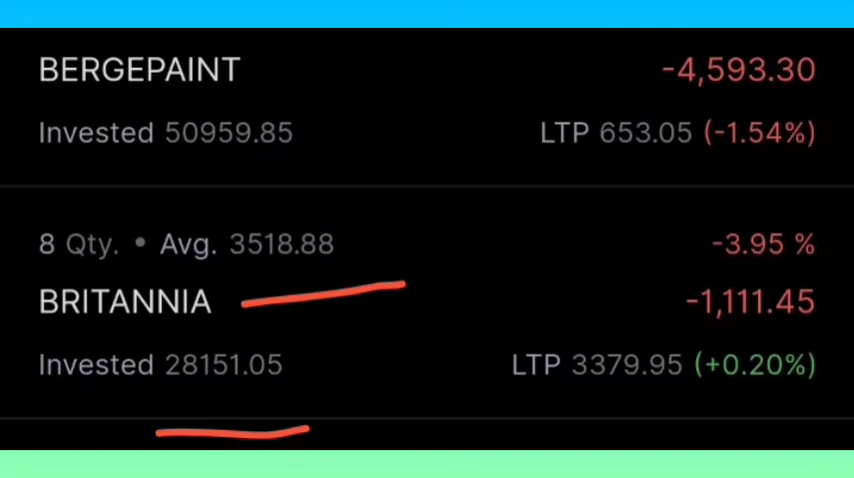 BERGEPAINT -4,593.30
Invested 50959.85 LTP 653.05 (-1.54%)
8 Qty. • Avg. 3518.88 -3.95 %
BRITANNIA -1,111.45
Invested 28151.05 LTP 3379.95 (+0.20%)